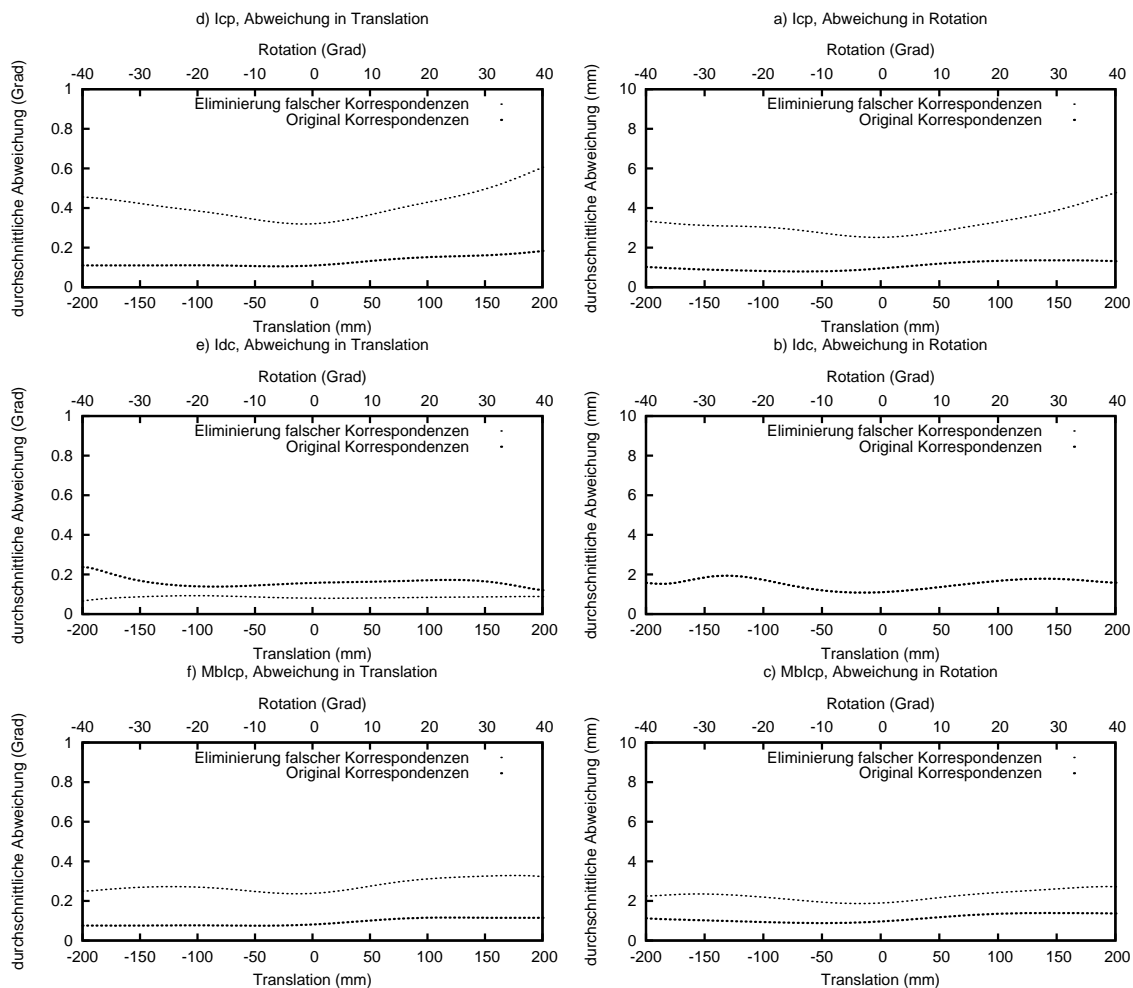 d) Icp, Abweichung in Translation
Rotation (Grad)
-40 -30 -20 -10 0 10 20 30 40
durchschnittliche Abweichung (Grad)
1
0.8
0.6
0.4
0.2
0
Eliminierung falscher Korrespondenzen
Original Korrespondenzen
-200 -150 -100 -50 0 50 100 150 200
Translation (mm)
a) Icp, Abweichung in Rotation
Rotation (Grad)
-40 -30 -20 -10 0 10 20 30 40
durchschnittliche Abweichung (mm)
10
8
6
4
2
0
Eliminierung falscher Korrespondenzen
Original Korrespondenzen
-200 -150 -100 -50 0 50 100 150 200
Translation (mm)
e) Idc, Abweichung in Translation
Rotation (Grad)
-40 -30 -20 -10 0 10 20 30 40
durchschnittliche Abweichung (Grad)
1
0.8
0.6
0.4
0.2
0
Eliminierung falscher Korrespondenzen
Original Korrespondenzen
-200 -150 -100 -50 0 50 100 150 200
Translation (mm)
b) Idc, Abweichung in Rotation
Rotation (Grad)
-40 -30 -20 -10 0 10 20 30 40
durchschnittliche Abweichung (mm)
10
8
6
4
2
0
Eliminierung falscher Korrespondenzen
Original Korrespondenzen
-200 -150 -100 -50 0 50 100 150 200
Translation (mm)
f) MbIcp, Abweichung in Translation
Rotation (Grad)
-40 -30 -20 -10 0 10 20 30 40
durchschnittliche Abweichung (Grad)
1
0.8
0.6
0.4
0.2
0
Eliminierung falscher Korrespondenzen
Original Korrespondenzen
-200 -150 -100 -50 0 50 100 150 200
Translation (mm)
c) MbIcp, Abweichung in Rotation
Rotation (Grad)
-40 -30 -20 -10 0 10 20 30 40
durchschnittliche Abweichung (mm)
10
8
6
4
2
0
Eliminierung falscher Korrespondenzen
Original Korrespondenzen
-200 -150 -100 -50 0 50 100 150 200
Translation (mm)